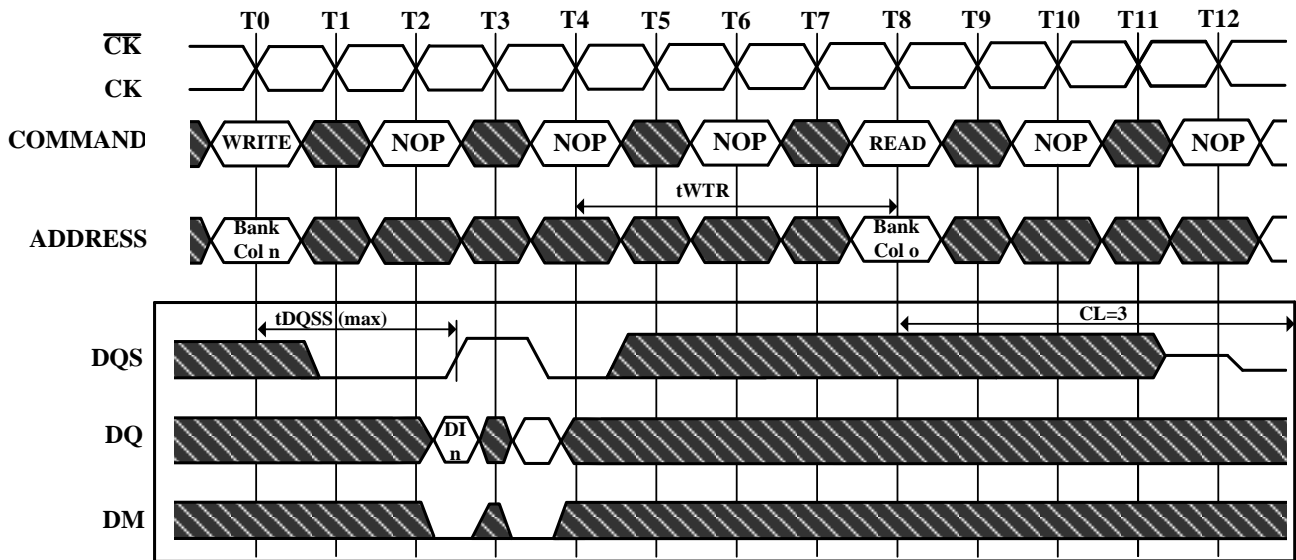 T0 T1 T2 T3 T4 T5 T6 T7 T8 T9 T10 T11 T12
CK
CK
COMMAND
WRITE NOP NOP NOP READ NOP NOP
tWTR
ADDRESS
Bank
Col n
Bank
Col o
tDQSS (max)
CL=3
DQS
DQ
DI
n
DM